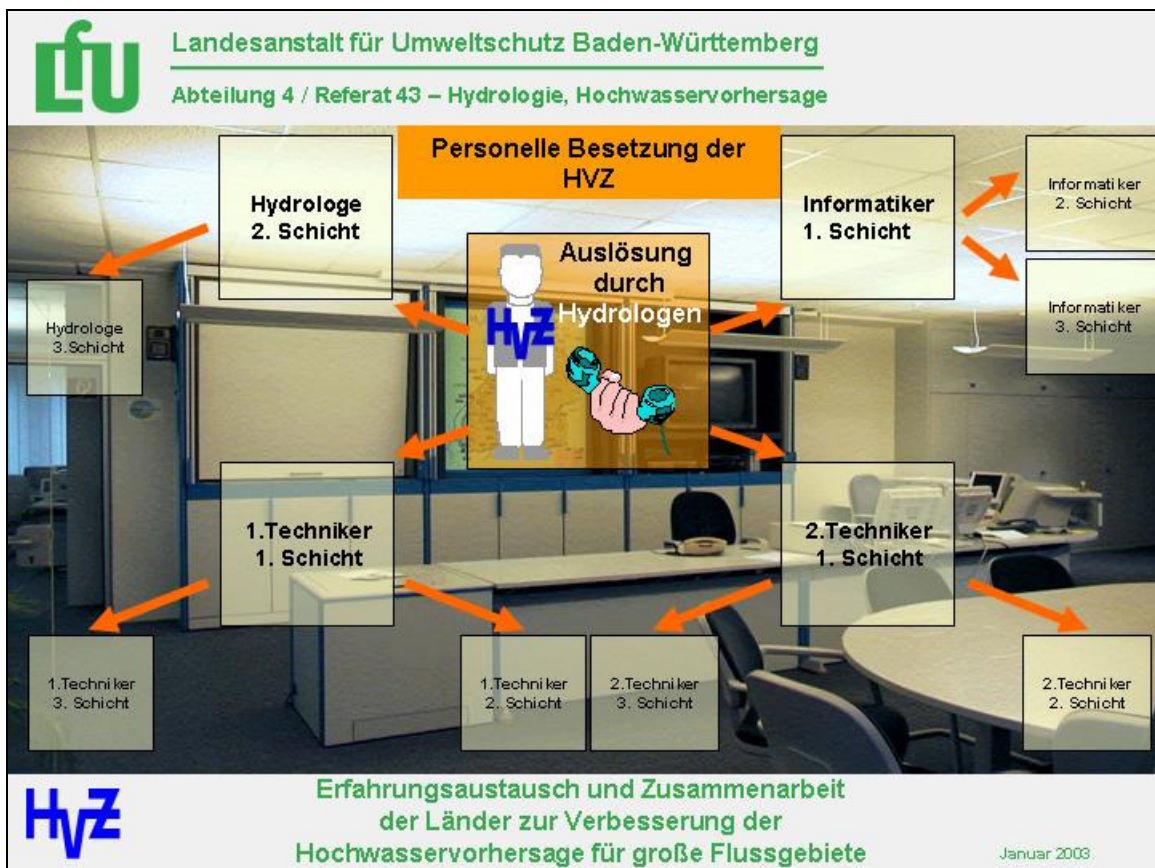 LfU
Landesanstalt für Umweltschutz Baden-Württemberg
Abteilung 4 / Referat 43 – Hydrologie, Hochwasservorhersage
Personelle Besetzung der
HVZ
Hydrologe
2. Schicht
Informatiker
1. Schicht
Informatiker
2. Schicht
Auslösung
durch
Hydrologen
HVZ
Hydrologe
3.Schicht
Informatiker
3. Schicht
1.Techniker
1. Schicht
2.Techniker
1. Schicht
1.Techniker
3. Schicht
1.Techniker
2. Schicht
2.Techniker
3. Schicht
2.Techniker
2. Schicht
HVZ
Erfahrungsaustausch und Zusammenarbeit
der Länder zur Verbesserung der
Hochwasservorhersage für große Flussgebiete
Januar 2003